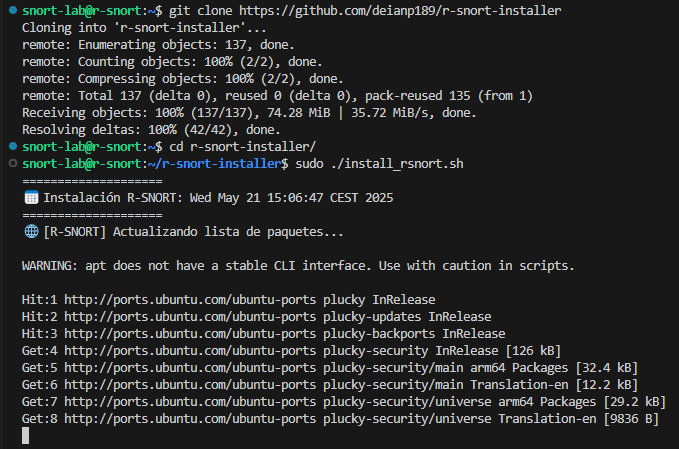 snort-lab@r-snort:~$ git clone https://github.com/deianp189/r-snort-installer
Cloning into 'r-snort-installer'...
remote: Enumerating objects: 137, done.
remote: Counting objects: 100% (2/2), done.
remote: Compressing objects: 100% (2/2), done.
remote: Total 137 (delta 0), reused 0 (delta 0), pack-reused 135 (from 1)
Receiving objects: 100% (137/137), 74.28 MiB | 35.72 MiB/s, done.
Resolving deltas: 100% (42/42), done.
snort-lab@r-snort:~$ cd r-snort-installer/
snort-lab@r-snort:~/r-snort-installer$ sudo ./install_rsnort.sh
====================
Instalación R-SNORT: Wed May 21 15:06:47 CEST 2025
====================
[R-SNORT] Actualizando lista de paquetes...
WARNING: apt does not have a stable CLI interface. Use with caution in scripts.
Hit:1 http://ports.ubuntu.com/ubuntu-ports plucky InRelease
Hit:2 http://ports.ubuntu.com/ubuntu-ports plucky-updates InRelease
Hit:3 http://ports.ubuntu.com/ubuntu-ports plucky-backports InRelease
Get:4 http://ports.ubuntu.com/ubuntu-ports plucky-security InRelease [126 kB]
Get:5 http://ports.ubuntu.com/ubuntu-ports plucky-security/main arm64 Packages [32.4 kB]
Get:6 http://ports.ubuntu.com/ubuntu-ports plucky-security/main Translation-en [12.2 kB]
Get:7 http://ports.ubuntu.com/ubuntu-ports plucky-security/universe arm64 Packages [29.2 kB]
Get:8 http://ports.ubuntu.com/ubuntu-ports plucky-security/universe Translation-en [9836 B]